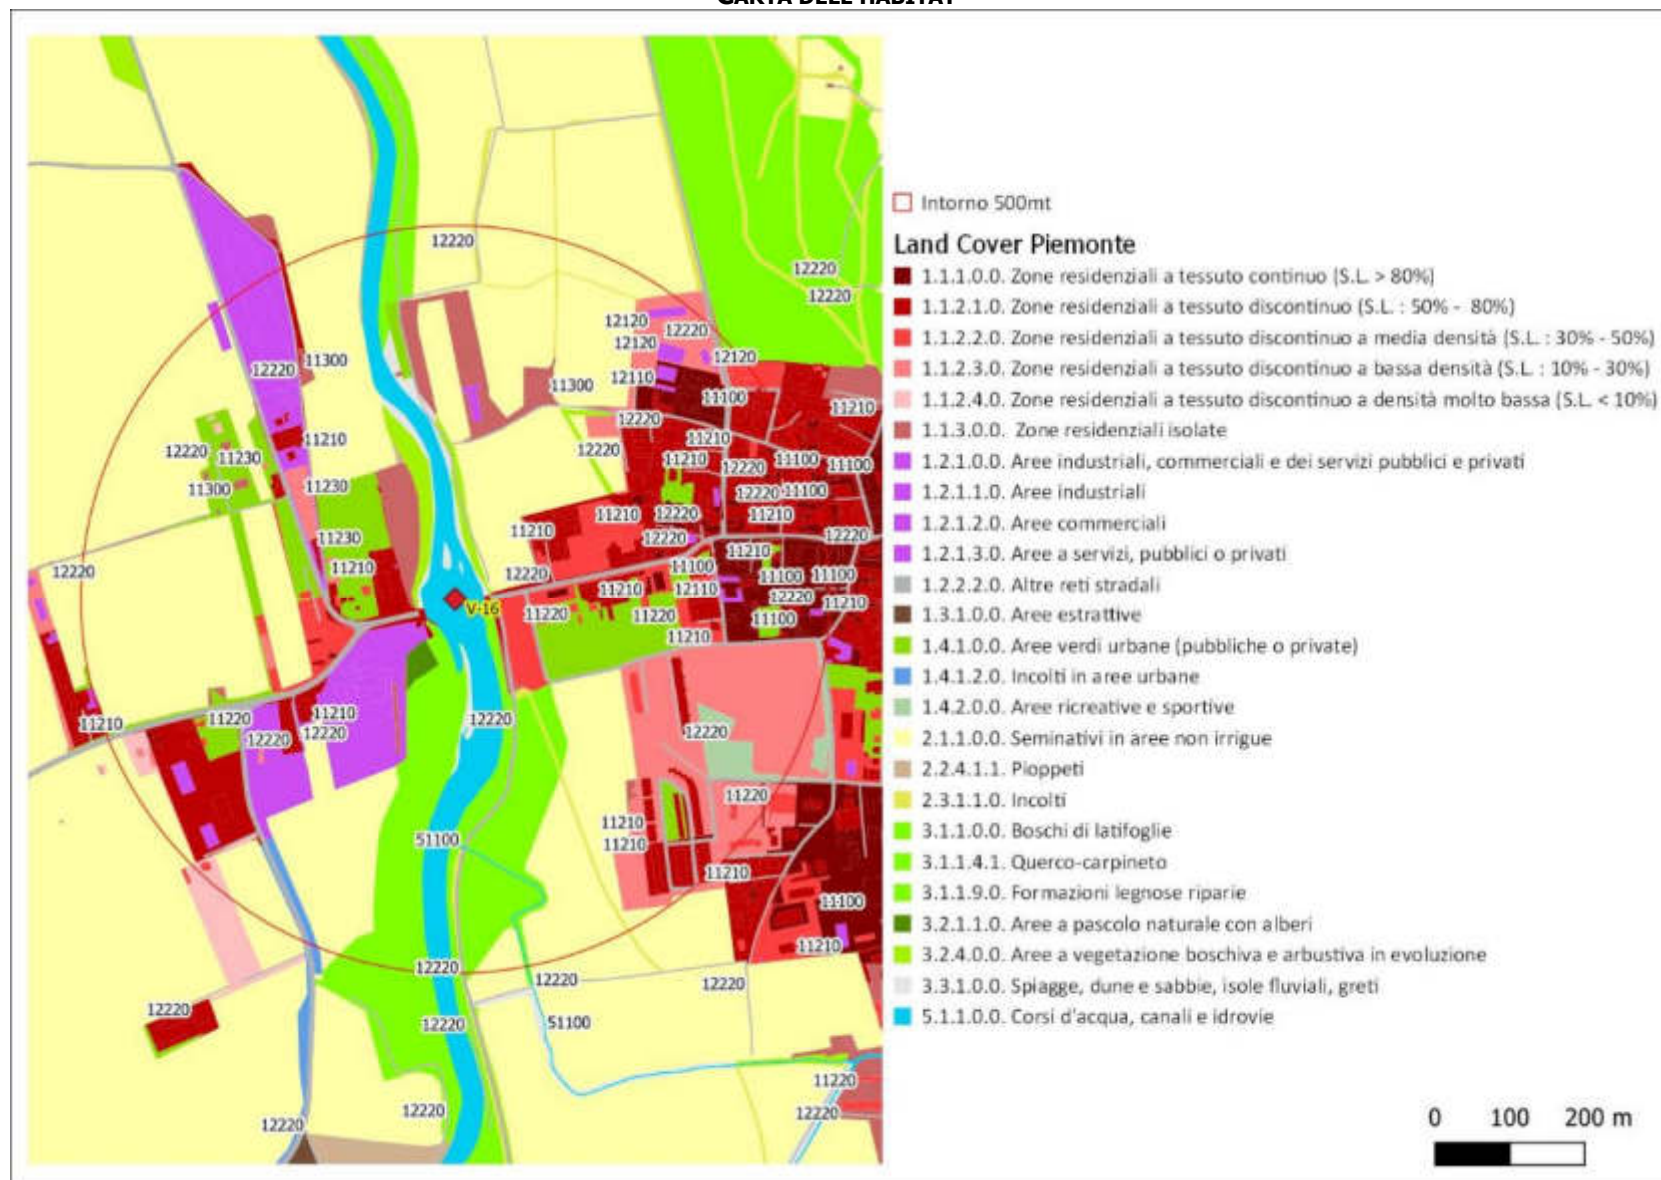 CARTA DELL'HABITAT
12220
12220
12220
12120
12220
12120
12120
11300
12220
11300
12110
11100
11210
12220
11210
11210
12220
12220
11230
11210
12220
11100
11100
11300
11230
12220
11100
11210
12220
11210
11210
11230
12220
12220
11210
11210
11100
12220
12220
11100
11100
11210
11210
12110
12220
11210
V-16
11220
11220
11100
11210
11210
11220
11210
12220
12220
12220
12220
11220
51100
11210
11210
11210
11100
11210
12220
12220
12220
12220
12220
51100
11220
12220
12220
12220
Intorno 500mt
Land Cover Piemonte
1.1.1.0.0. Zone residenziali a tessuto continuo (S.L. > 80%)
1.1.2.1.0. Zone residenziali a tessuto discontinuo (S.L. : 50% - 80%)
1.1.2.2.0. Zone residenziali a tessuto discontinuo a media densità (S.L. : 30% - 50%)
1.1.2.3.0. Zone residenziali a tessuto discontinuo a bassa densità (S.L. : 10% - 30%)
1.1.2.4.0. Zone residenziali a tessuto discontinuo a densità molto bassa (S.L. < 10%)
1.1.3.0.0. Zone residenziali isolate
1.2.1.0.0. Aree industriali, commerciali e dei servizi pubblici e privati
1.2.1.1.0. Aree industriali
1.2.1.2.0. Aree commerciali
1.2.1.3.0. Aree a servizi, pubblici o privati
1.2.2.2.0. Altre reti stradali
1.3.1.0.0. Aree estrattive
1.4.1.0.0. Aree verdi urbane (pubbliche o private)
1.4.1.2.0. Incolti in aree urbane
1.4.2.0.0. Aree ricreative e sportive
2.1.1.0.0. Seminativi in aree non irrigue
2.2.4.1.1. Pioppeti
2.3.1.1.0. Incolti
3.1.1.0.0. Boschi di latifoglie
3.1.1.4.1. Querco-carpineto
3.1.1.9.0. Formazioni legnose riparie
3.2.1.1.0. Aree a pascolo naturale con alberi
3.2.4.0.0. Aree a vegetazione boschiva e arbustiva in evoluzione
3.3.1.0.0. Spiagge, dune e sabbie, isole fluviali, greti
5.1.1.0.0. Corsi d'acqua, canali e idrovie
0 100 200 m